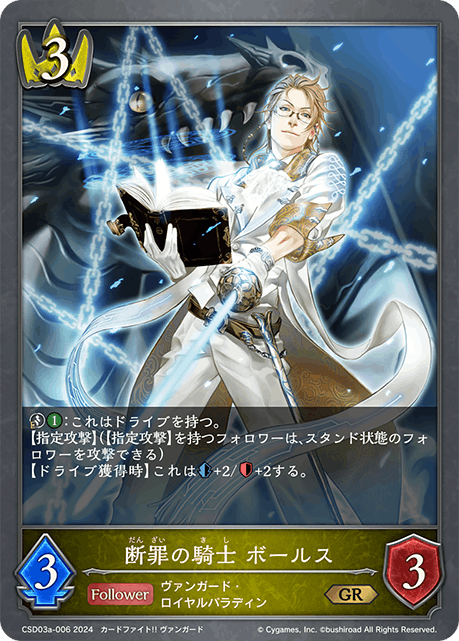 3
1:これはドライブを持つ。
【指定攻撃】(【指定攻撃】を持つフォロワーは、スタンド状態のフォ
ロワーを攻撃できる)
【ドライブ獲得時】これは+2/+2する。
だんざい きし
断罪の騎士 ボールス
3
Follower
ヴァンガード・
ロイヤルパラディン
GR
3
CSD03a-006 2024 カードファイト!! ヴァンガード
© Cygames, Inc. ©bushiroad All Rights Reserved.